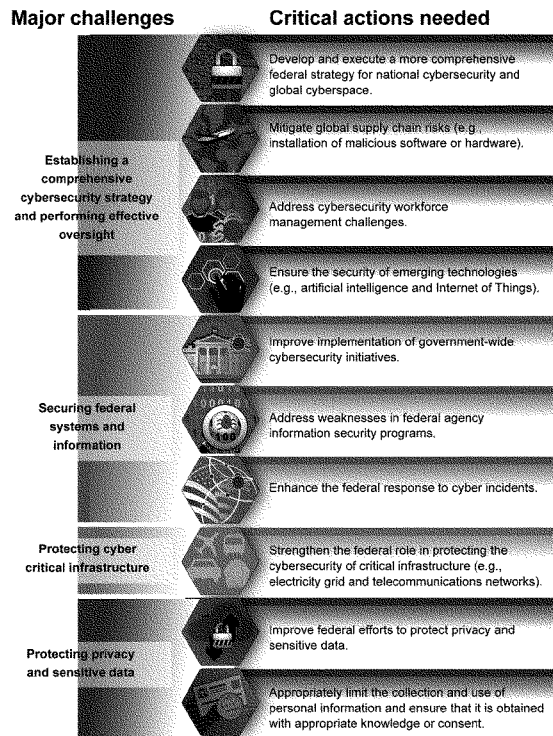 Major challenges
Critical actions needed
Establishing a
comprehensive
cybersecurity strategy
and performing effective
oversight
Develop and execute a more comprehensive
federal strategy for national cybersecurity and
global cyberspace.
Mitigate global supply chain risks (e.g.,
installation of malicious software or hardware).
Address cybersecurity workforce
management challenges.
Ensure the security of emerging technologies
(e.g., artificial intelligence and Internet of Things).
Securing federal
systems and
information
Improve implementation of government-wide
cybersecurity initiatives.
Address weaknesses in federal agency
information security programs.
Enhance the federal response to cyber incidents.
Protecting cyber
critical infrastructure
Strengthen the federal role in protecting the
cybersecurity of critical infrastructure (e.g.,
electricity grid and telecommunications networks).
Protecting privacy
and sensitive data
Improve federal efforts to protect privacy and
sensitive data.
Appropriately limit the collection and use of
personal information and ensure that it is obtained
with appropriate knowledge or consent.